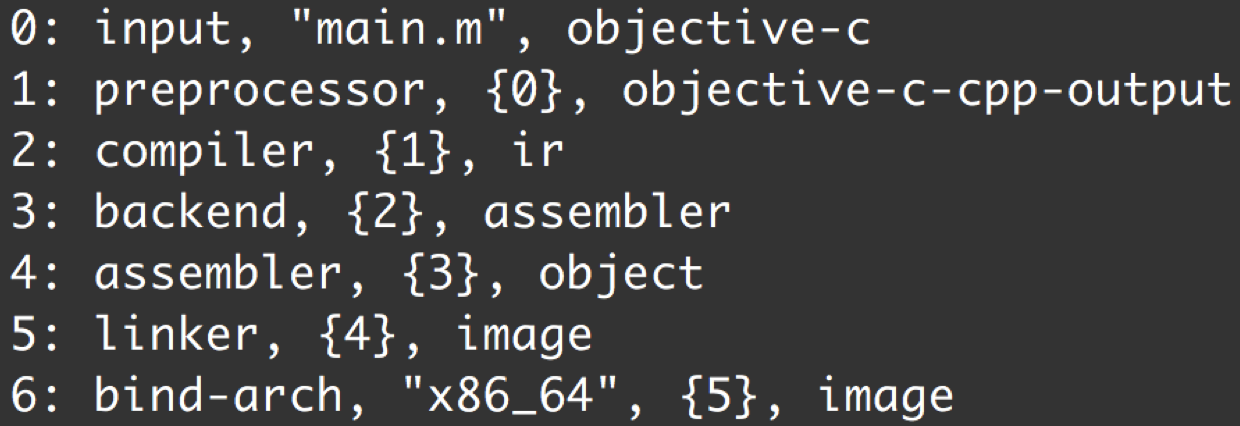 0: input, "main.m", objective-c
1: preprocessor, {0}, objective-c-cpp-output
2: compiler, {1}, ir
3: backend, {2}, assembler
4: assembler, {3}, object
5: linker, {4}, image
6: bind-arch, "x86_64", {5}, image